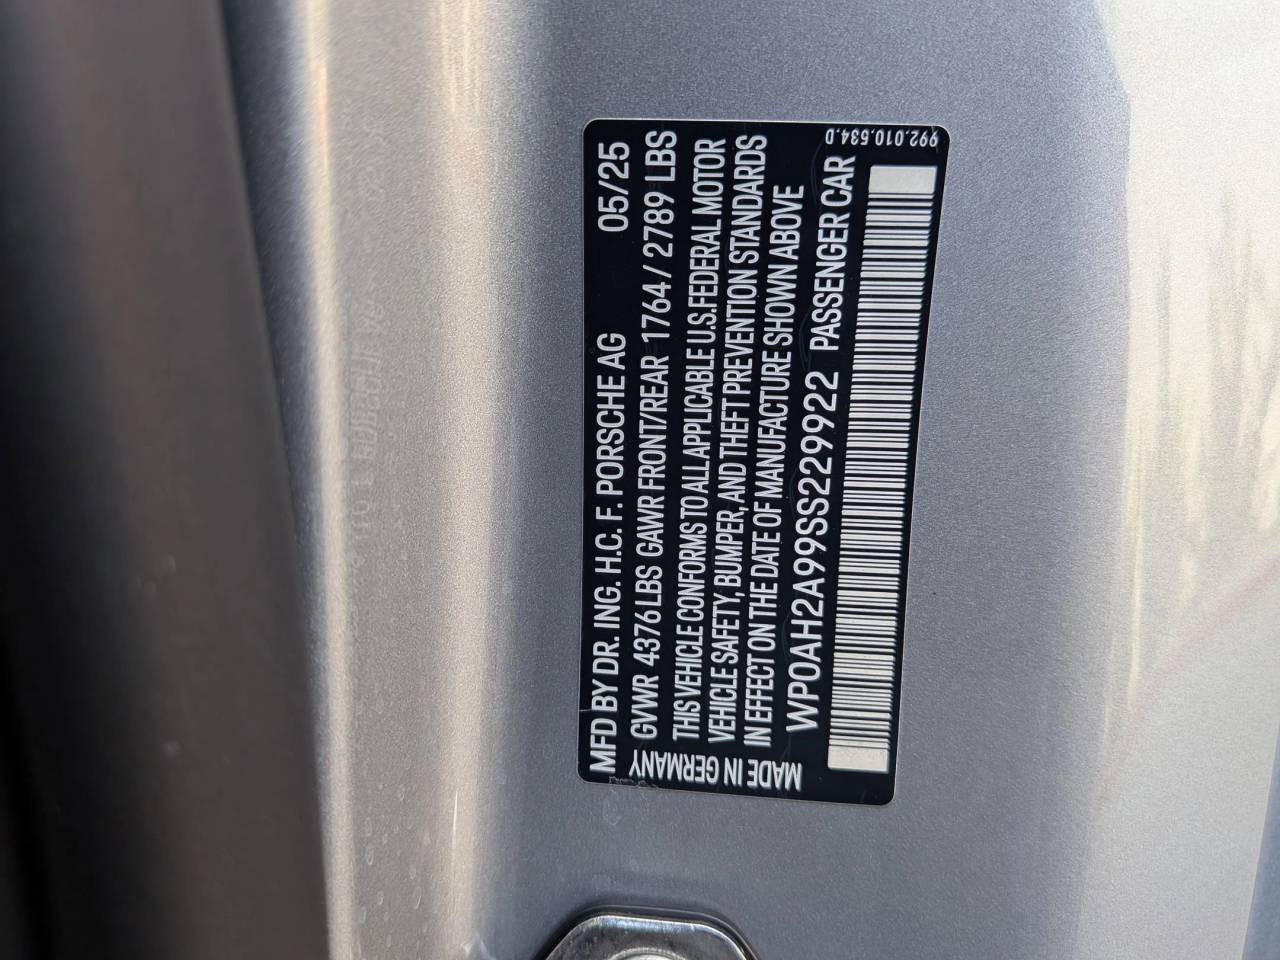 MFD BY DR. ING. H.C. F. PORSCHE AG 05/25
GVWR 4376 LBS GAWR FRONT/REAR 1764 / 2789 LBS
THIS VEHICLE CONFORMS TO ALL APPLICABLE U.S. FEDERAL MOTOR
VEHICLE SAFETY, BUMPER, AND THEFT PREVENTION STANDARDS
IN EFFECT ON THE DATE OF MANUFACTURE SHOWN ABOVE
WP0AH2A99SS229922 PASSENGER CAR
MADE IN GERMANY
992.010.534.D